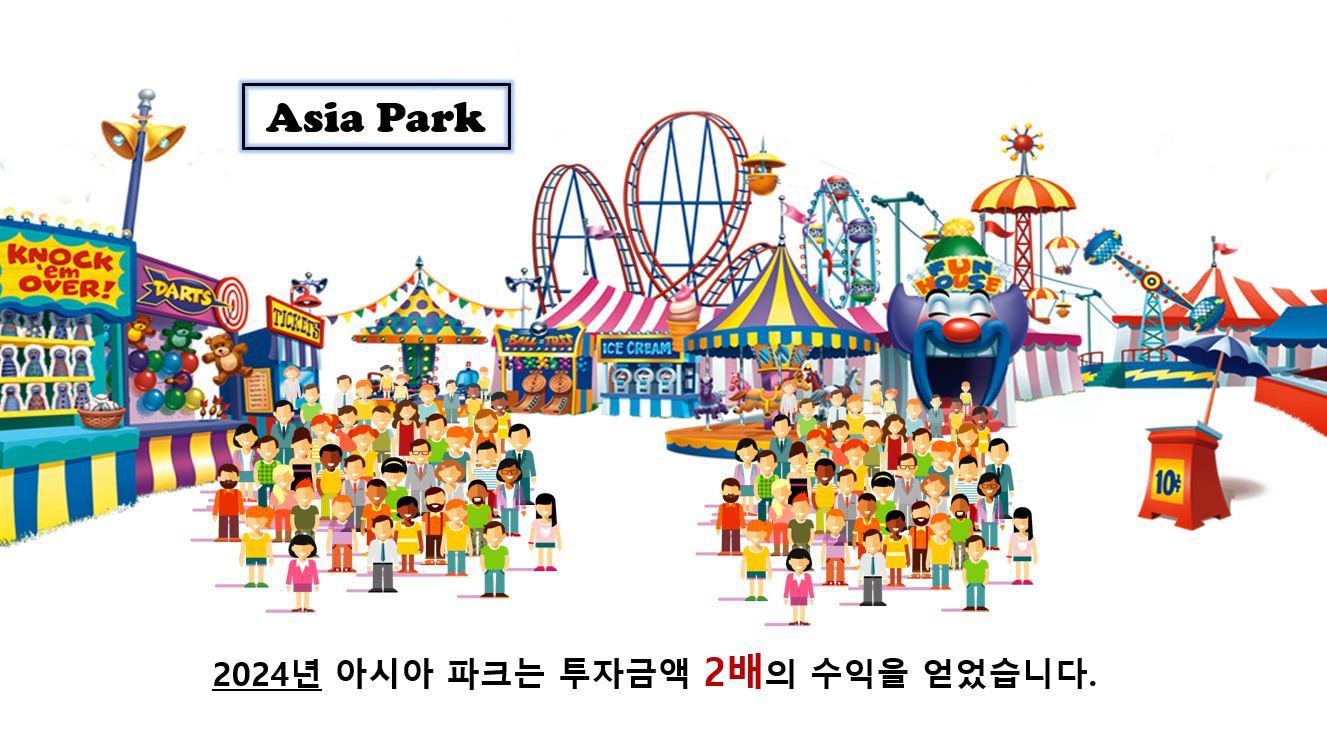 Asia Park
KNOCK
'em
OVER!
DARTS
TICKETS
BALL-TOSS
ICE CREAM
FUN
HOUSE
10¢
2024년 아시아 파크는 투자금액 2배의 수익을 얻었습니다.